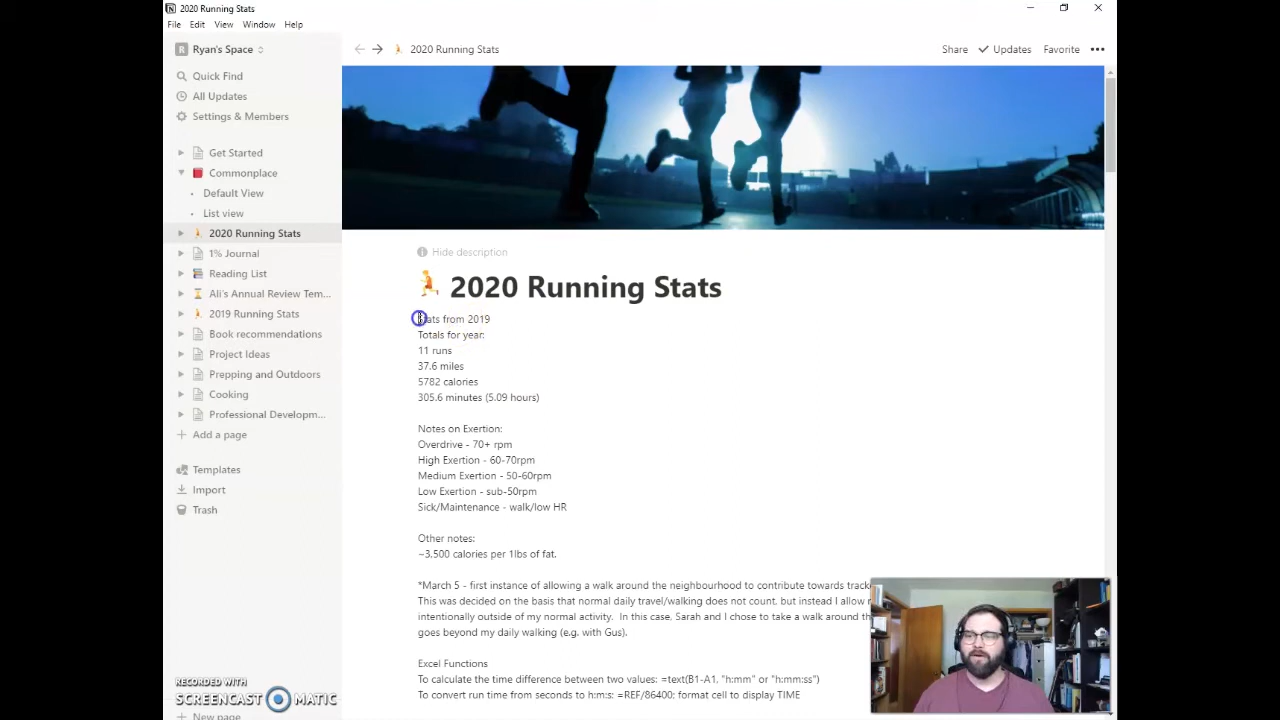 2020 Running Stats
File Edit View Window Help
R Ryan's Space
2020 Running Stats
Share Updates Favorite
Quick Find
All Updates
Settings & Members
Get Started
Commonplace
Default View
List view
2020 Running Stats
1% Journal
Reading List
Ali's Annual Review Tem...
2019 Running Stats
Book recommendations
Project Ideas
Prepping and Outdoors
Cooking
Professional Developm...
Add a page
Templates
Import
Trash
RECORDED WITH
SCREENCAST MATIC
New page
Hide description
2020 Running Stats
Stats from 2019
Totals for year:
11 runs
37.6 miles
5782 calories
305.6 minutes (5.09 hours)
Notes on Exertion:
Overdrive - 70+ rpm
High Exertion - 60-70rpm
Medium Exertion - 50-60rpm
Low Exertion - sub-50rpm
Sick/Maintenance - walk/low HR
Other notes:
~3,500 calories per 1lbs of fat.
*March 5 - first instance of allowing a walk around the neighbourhood to contribute towards
This was decided on the basis that normal daily travel/walking does not count, but instead I allow
intentionally outside of my normal activity. In this case, Sarah and I chose to take a walk around
goes beyond my daily walking (e.g. with Gus).
Excel Functions
To calculate the time difference between two values: =text(B1-A1, "h:mm" or "h:mm:ss")
To convert run time from seconds to h:m:s: =REF/86400; format cell to display TIME